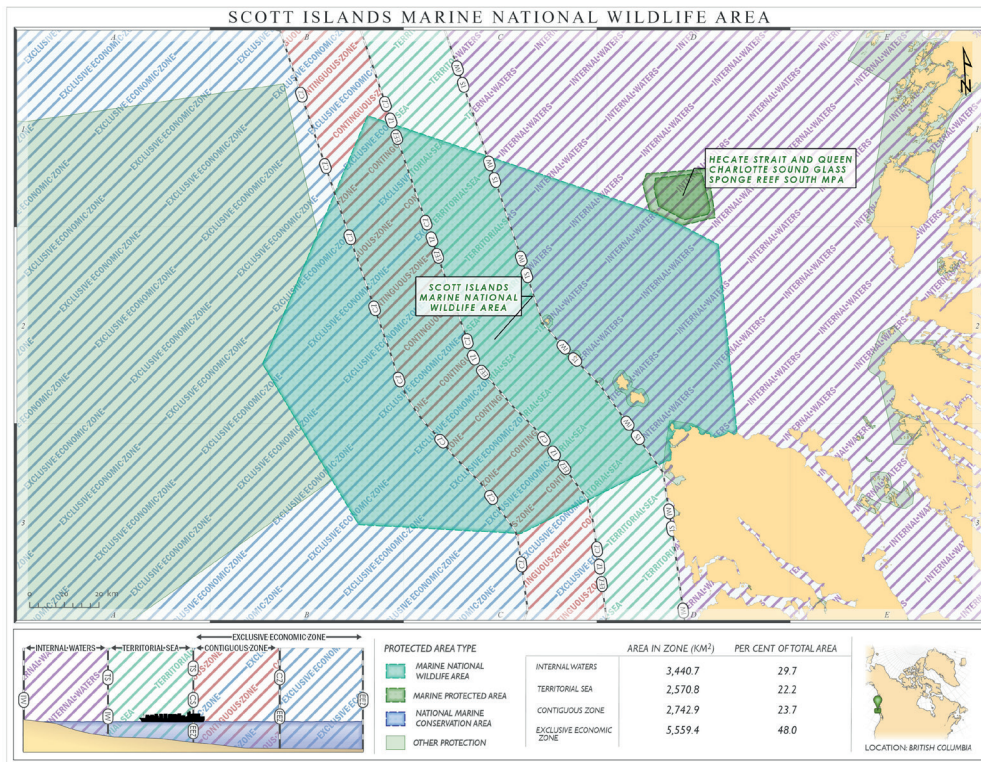 SCOTT ISLANDS MARINE NATIONAL WILDLIFE AREA
HECATE STRAIT AND QUEEN
CHARLOTTE SOUND GLASS
SPONGE REEF SOUTH MPA
SCOTT ISLANDS
MARINE NATIONAL
WILDLIFE AREA
EXCLUSIVE·ECONOMIC·ZONE
CONTIGUOUS·ZONE
TERRITORIAL·SEA
INTERNAL·WATERS
20 km
EXCLUSIVE ECONOMIC ZONE
INTERNAL-WATERS
TERRITORIAL-SEA
CONTIGUOUS-ZONE
PROTECTED AREA TYPE
MARINE NATIONAL
WILDLIFE AREA
MARINE PROTECTED AREA
NATIONAL MARINE
CONSERVATION AREA
OTHER PROTECTION
AREA IN ZONE (KM²) PER CENT OF TOTAL AREA
INTERNAL WATERS 3,440.7 29.7
TERRITORIAL SEA 2,570.8 22.2
CONTIGUOUS ZONE 2,742.9 23.7
EXCLUSIVE ECONOMIC
ZONE 5,559.4 48.0
LOCATION: BRITISH COLUMBIA